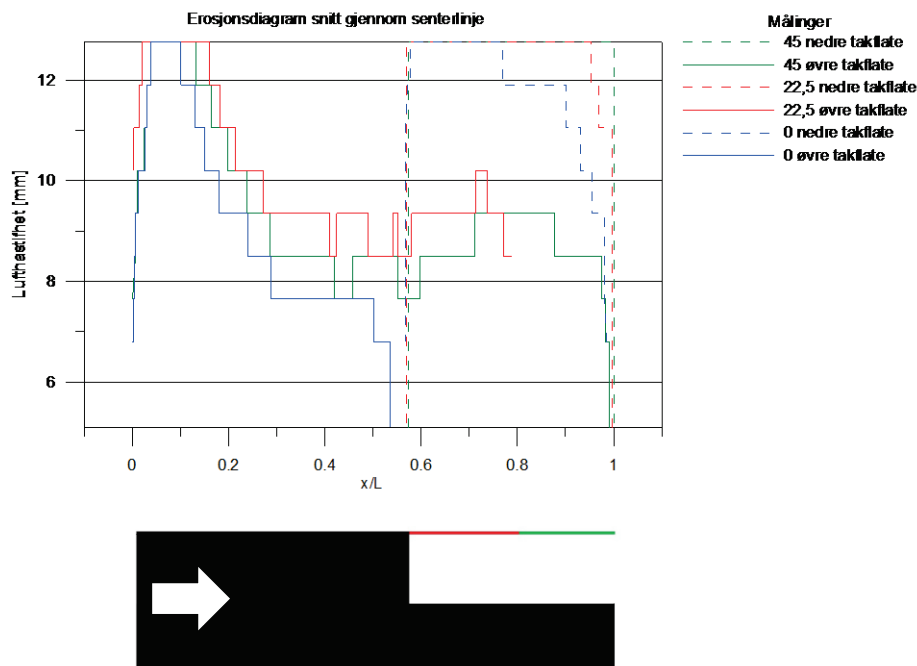 Erosjonsdiagram snitt gjennom senterlinje
Målinger
45 nedre takflate
45 øvre takflate
22,5 nedre takflate
22,5 øvre takflate
0 nedre takflate
0 øvre takflate
Lufthastifhet [mm]
12
10
8
6
0
0.2
0.4
0.6
0.8
1
x/L